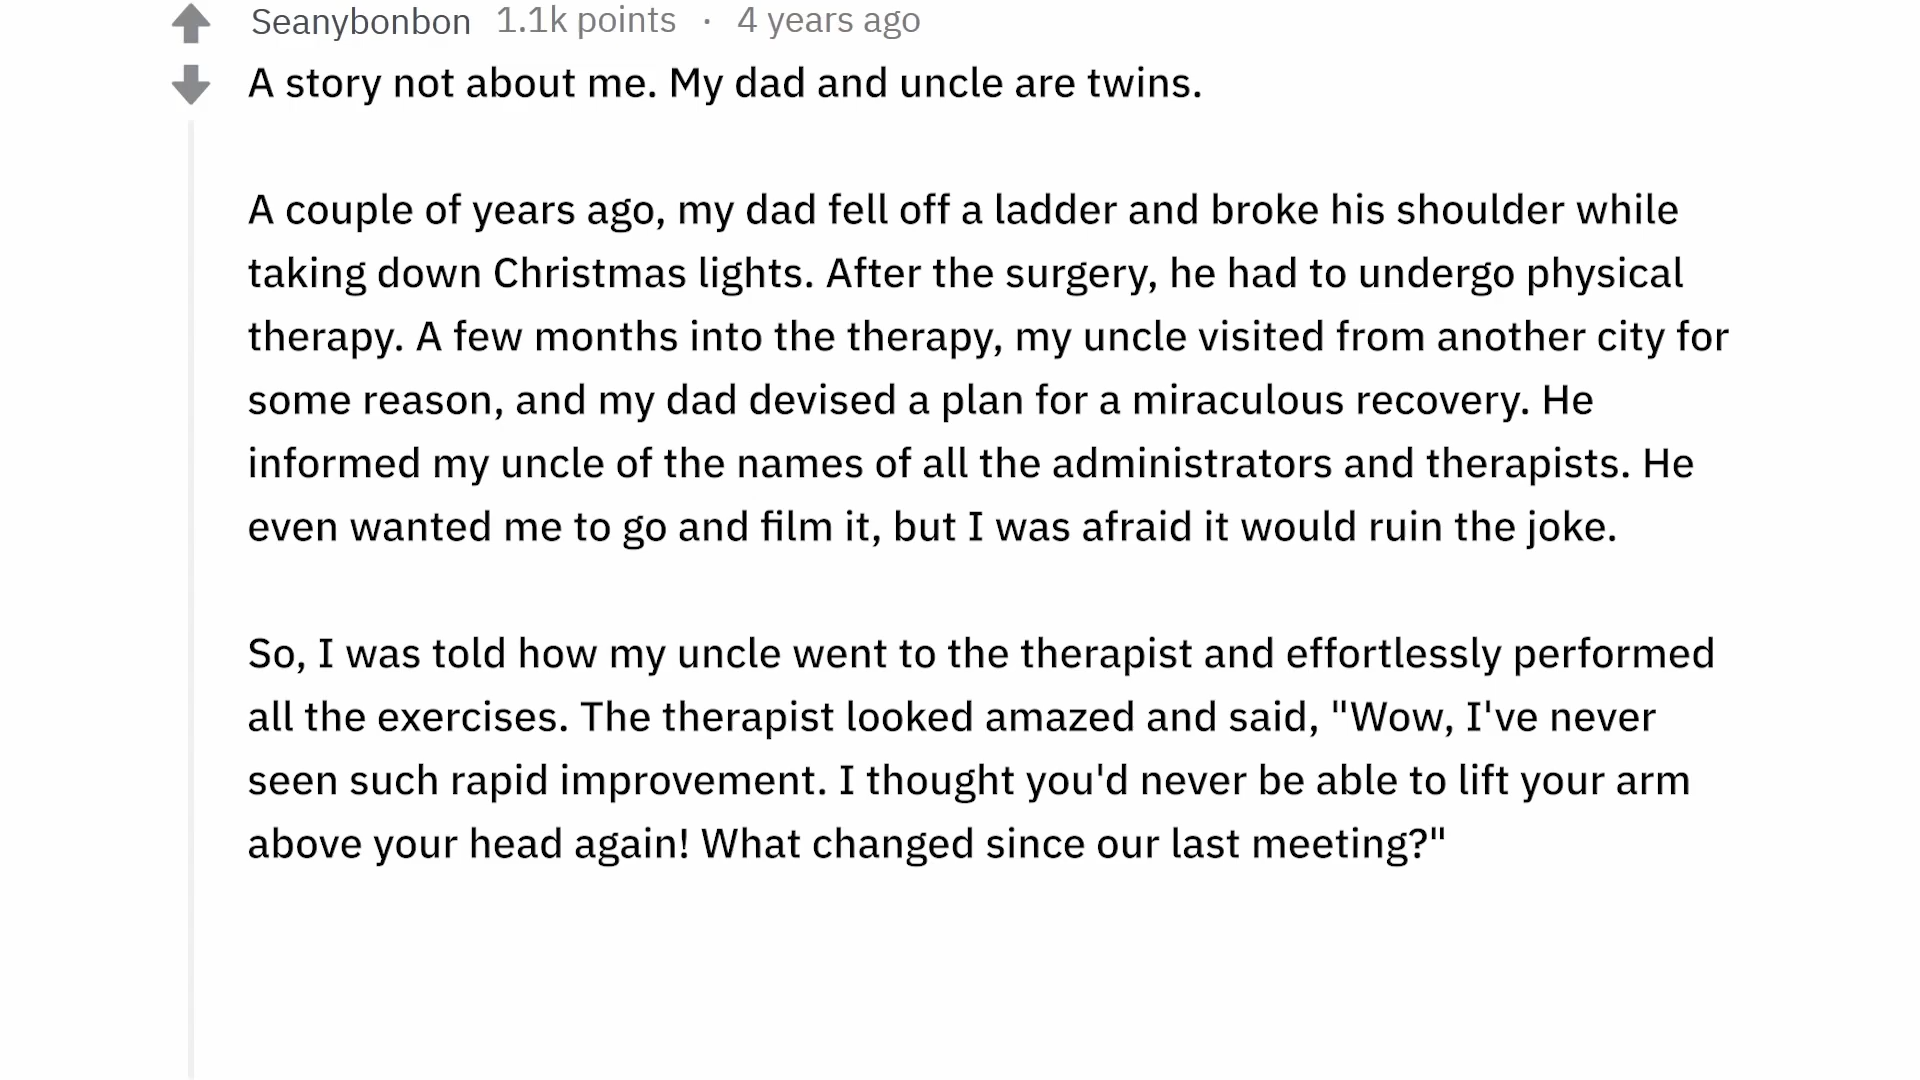 Seanybonbon 1.1k points · 4 years ago
A story not about me. My dad and uncle are twins.
A couple of years ago, my dad fell off a ladder and broke his shoulder while
taking down Christmas lights. After the surgery, he had to undergo physical
therapy. A few months into the therapy, my uncle visited from another city for
some reason, and my dad devised a plan for a miraculous recovery. He
informed my uncle of the names of all the administrators and therapists. He
even wanted me to go and film it, but I was afraid it would ruin the joke.
So, I was told how my uncle went to the therapist and effortlessly performed
all the exercises. The therapist looked amazed and said, "Wow, I've never
seen such rapid improvement. I thought you'd never be able to lift your arm
above your head again! What changed since our last meeting?"